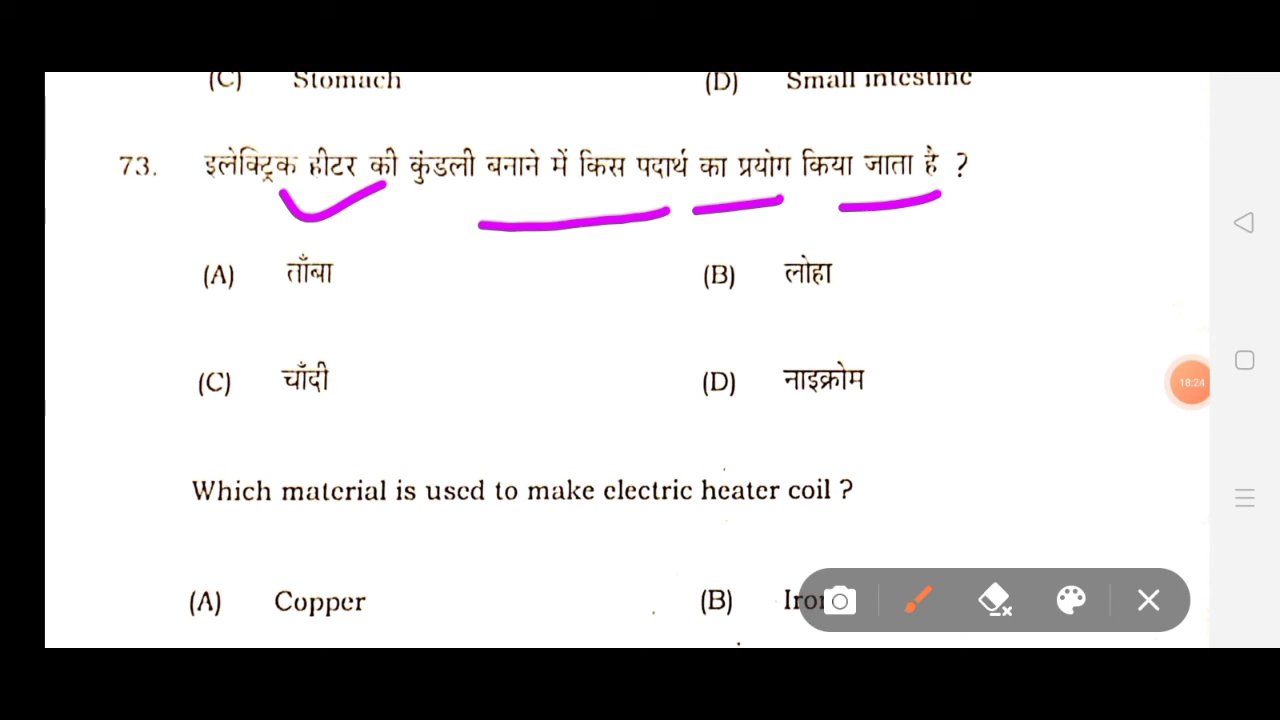 (C) Stomach (D) Small intestine
73. इलेक्ट्रिक हीटर की कुंडली बनाने में किस पदार्थ का प्रयोग किया जाता है ?
(A) ताँबा (B) लोहा
(C) चाँदी (D) नाइक्रोम
18:24
Which material is used to make electric heater coil ?
(A) Copper (B) Iron